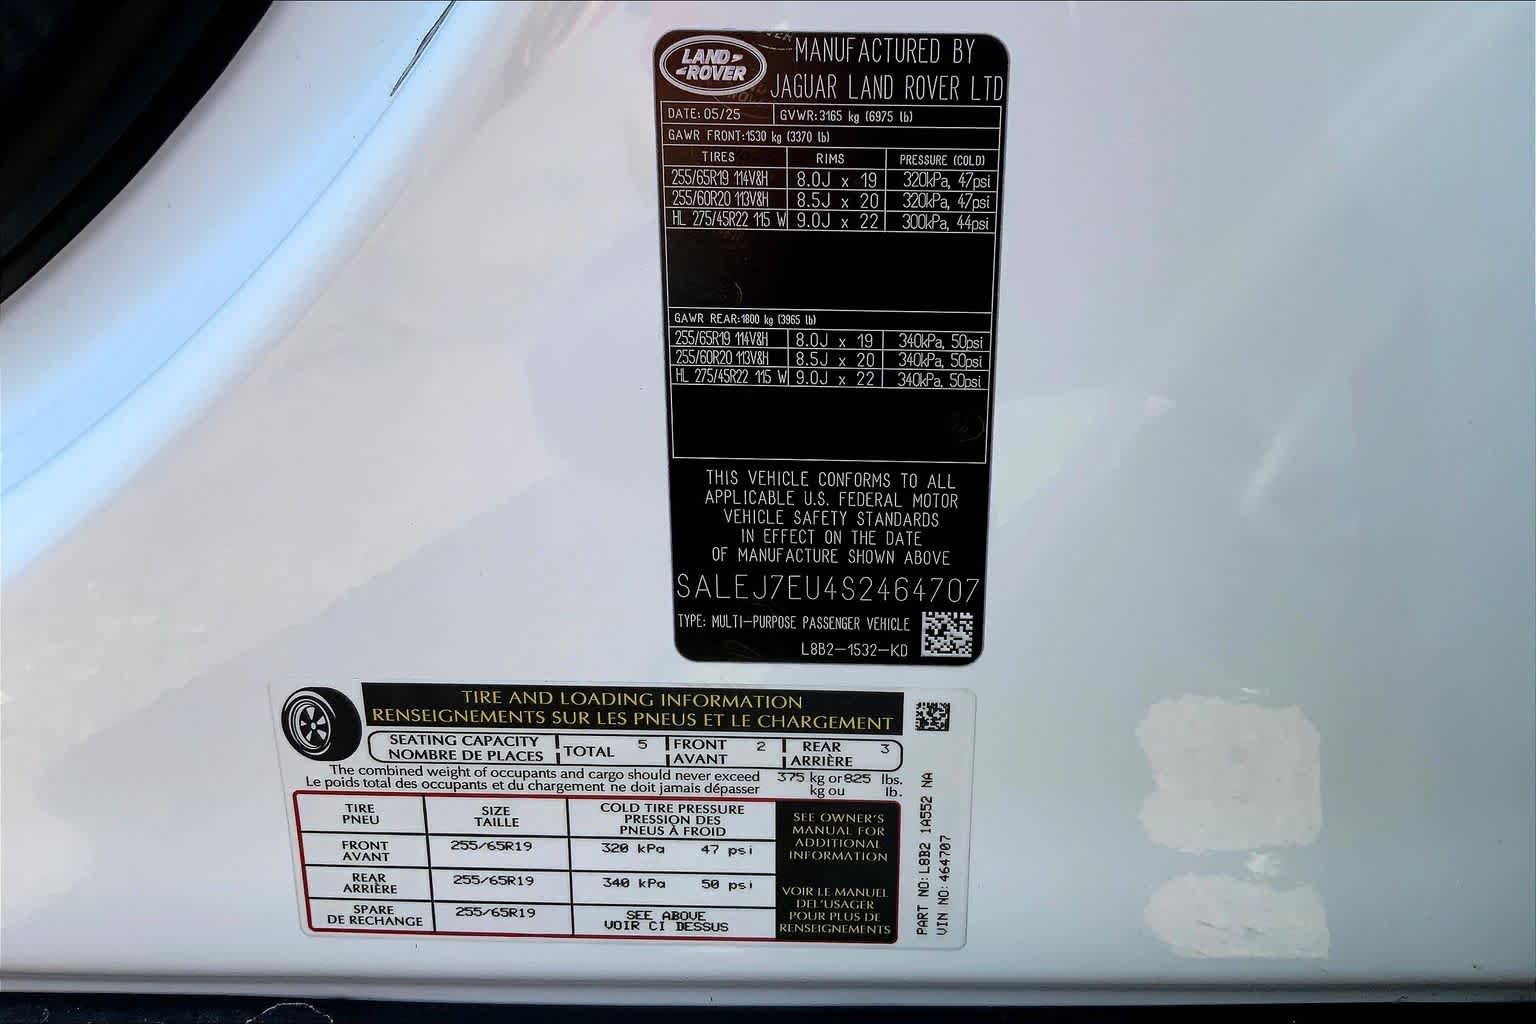 LAND ROVER
MANUFACTURED BY
JAGUAR LAND ROVER LTD
DATE: 05/25 GVWR: 3165 kg (6975 lb)
GAWR FRONT: 1530 kg (3370 lb)
TIRES RIMS PRESSURE (COLD)
255/65R19 114V&H 8.0J x 19 320kPa, 47psi
255/60R20 113V&H 8.5J x 20 320kPa, 47psi
HL 275/45R22 115 W 9.0J x 22 300kPa, 44psi
GAWR REAR: 1800 kg (3965 lb)
255/65R19 114V&H 8.0J x 19 340kPa, 50psi
255/60R20 113V&H 8.5J x 20 340kPa, 50psi
HL 275/45R22 115 W 9.0J x 22 340kPa, 50psi
THIS VEHICLE CONFORMS TO ALL
APPLICABLE U.S. FEDERAL MOTOR
VEHICLE SAFETY STANDARDS
IN EFFECT ON THE DATE
OF MANUFACTURE SHOWN ABOVE
SALEJ7EU4S2464707
TYPE: MULTI-PURPOSE PASSENGER VEHICLE
L8B2-1532-KD
TIRE AND LOADING INFORMATION
RENSEIGNEMENTS SUR LES PNEUS ET LE CHARGEMENT
SEATING CAPACITY TOTAL 5 FRONT 2 REAR 3
NOMBRE DE PLACES AVANT ARRIÈRE
The combined weight of occupants and cargo should never exceed 375 kg or 825 lbs.
Le poids total des occupants et du chargement ne doit jamais dépasser kg ou lb.
TIRE SIZE COLD TIRE PRESSURE
PNEU TAILLE PRESSION DES
PNEUS À FROID
FRONT 255/65R19 320 kPa 47 psi
AVANT
REAR 255/65R19 340 kPa 50 psi
ARRIÈRE
SPARE 255/65R19 SEE ABOVE
DE RECHANGE VOIR CI DESSUS
SEE OWNER'S
MANUAL FOR
ADDITIONAL
INFORMATION
VOIR LE MANUEL
DEL'USAGER
POUR PLUS DE
RENSEIGNEMENTS
PART NO: L8B2 1A552 NA
VIN NO: 464707